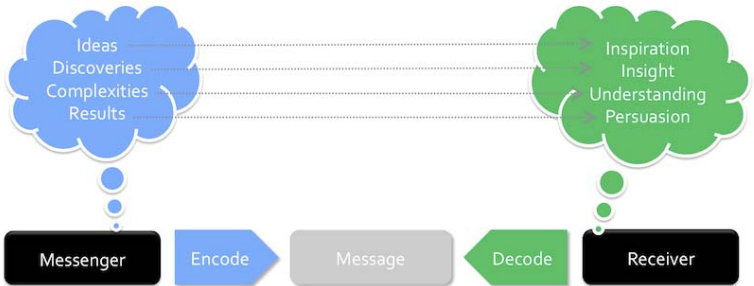 Ideas
Discoveries
Complexities
Results
Inspiration
Insight
Understanding
Persuasion
Messenger
Encode
Message
Decode
Receiver